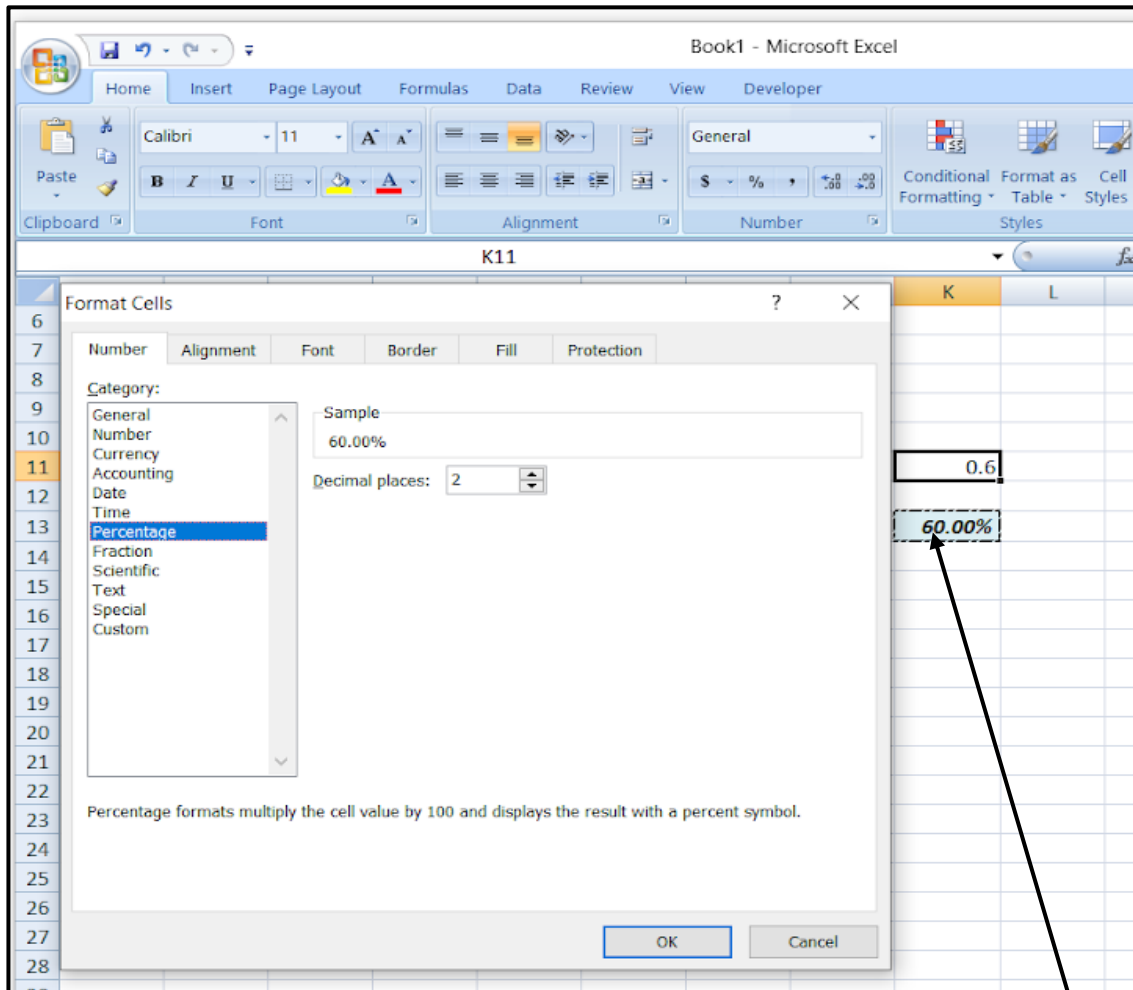 Book1 - Microsoft Excel
Home Insert Page Layout Formulas Data Review View Developer
Calibri 11 A A General
Paste B I U A $ % , .0 .00 .00 .0 Conditional Formatting Format as Table Cell Styles
Clipboard Font Alignment Number Styles
K11 fx
K L
Format Cells ?
6
7 Number Alignment Font Border Fill Protection
8
Category:
9
General Sample
10 Number 60.00%
Currency
11 Accounting Decimal places: 2 0.6
12 Date
Time
13 Percentage 60.00%
14 Fraction
Scientific
15 Text
16 Special
Custom
17
18
19
20
21
22
Percentage formats multiply the cell value by 100 and displays the result with a percent symbol.
23
24
25
26
27 OK Cancel
28